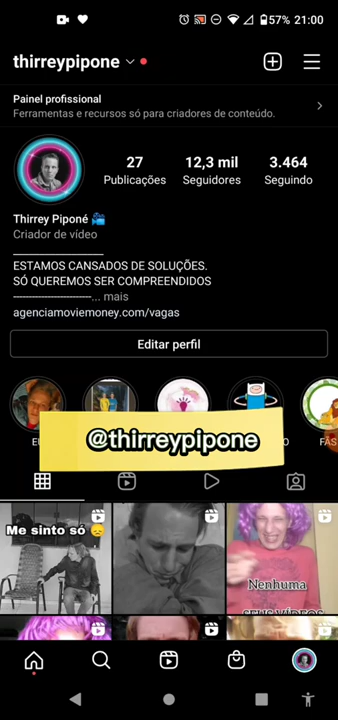 57% 21:00
thirreypipone
Painel profissional
Ferramentas e recursos só para criadores de conteúdo.
27 12,3 mil 3.464
Publicações Seguidores Seguindo
Thirrey Piponé
Criador de vídeo
ESTAMOS CANSADOS DE SOLUÇÕES.
SÓ QUEREMOS SER COMPREENDIDOS
----------------------... mais
agenciamoviemoney.com/vagas
Editar perfil
@thirreypipone
Me sinto só 😞
Nenhuma
SEUS VÍDEOS